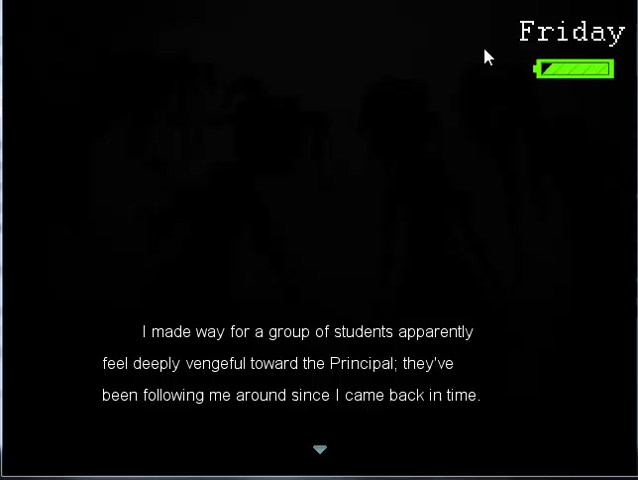 Friday
I made way for a group of students apparently
feel deeply vengeful toward the Principal; they've
been following me around since I came back in time.